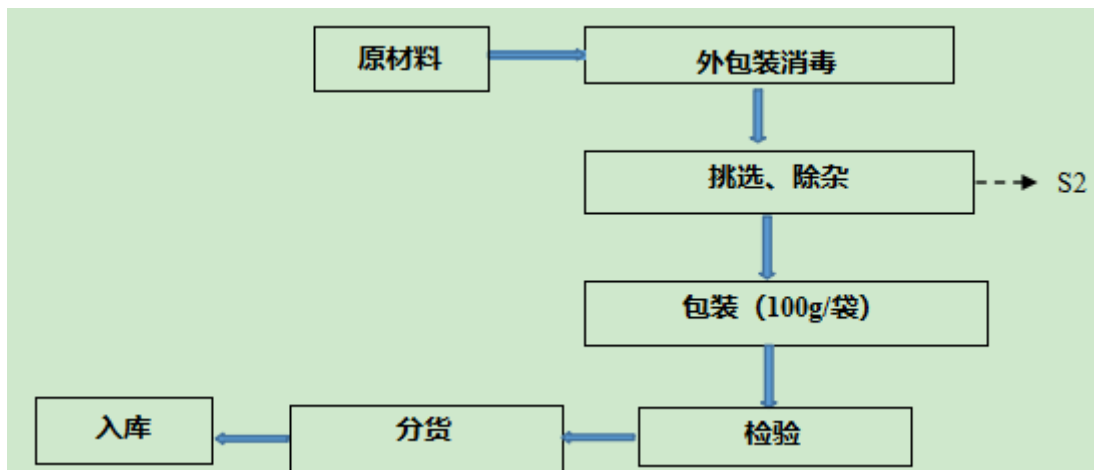 原材料
外包装消毒
挑选、除杂
S2
包装（100g/袋）
检验
分货
入库